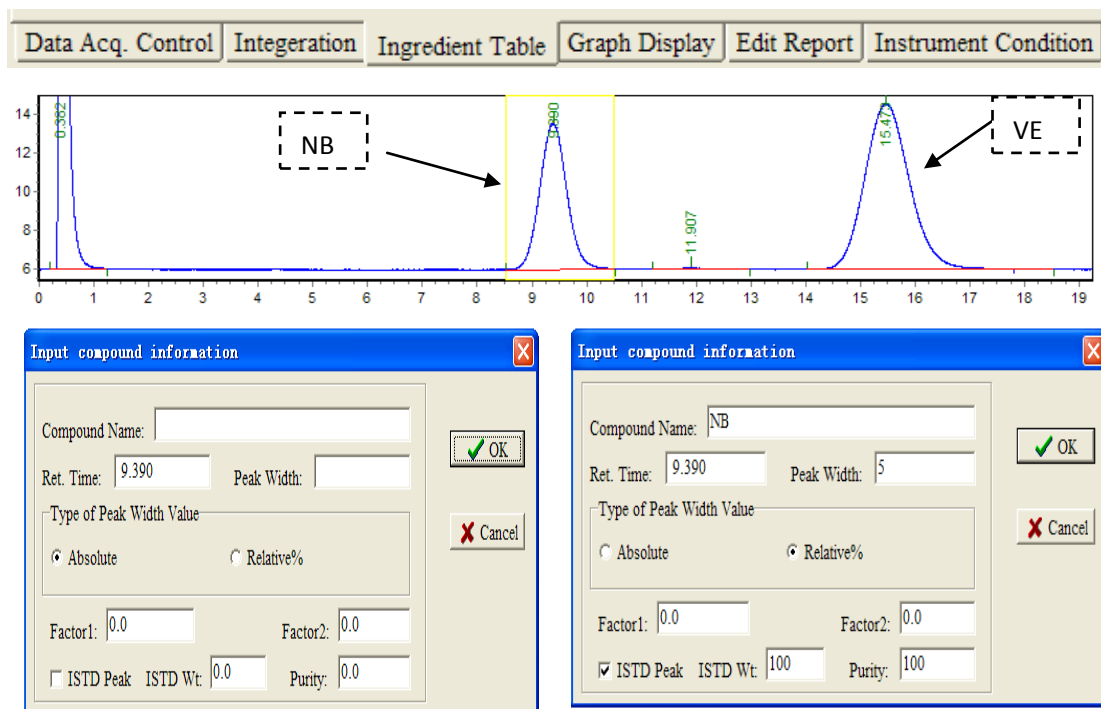 Data Acq. Control Integeration Ingredient Table Graph Display Edit Report Instrument Condition
14
12
10
8
6
0.382
NB
9.390
11.907
15.473
VE
0 1 2 3 4 5 6 7 8 9 10 11 12 13 14 15 16 17 18 19
Input compound information
Compound Name:
OK
Ret. Time: 9.390 Peak Width:
Type of Peak Width Value
Cancel
Absolute Relative%
Factor1: 0.0 Factor2: 0.0
ISTD Peak ISTD Wt: 0.0 Purity: 0.0
Input compound information
Compound Name: NB
OK
Ret. Time: 9.390 Peak Width: 5
Type of Peak Width Value
Cancel
Absolute Relative%
Factor1: 0.0 Factor2: 0.0
ISTD Peak ISTD Wt: 100 Purity: 100